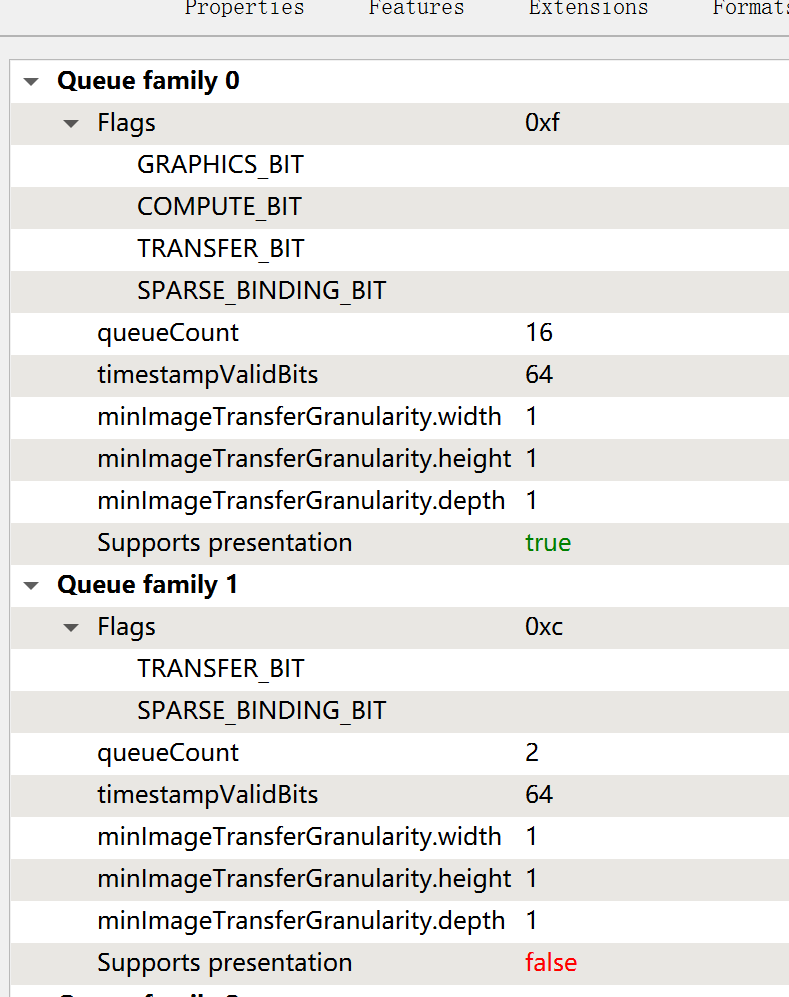 Properties Features Extensions Formats
Queue family 0
Flags 0xf
GRAPHICS_BIT
COMPUTE_BIT
TRANSFER_BIT
SPARSE_BINDING_BIT
queueCount 16
timestampValidBits 64
minImageTransferGranularity.width 1
minImageTransferGranularity.height 1
minImageTransferGranularity.depth 1
Supports presentation true
Queue family 1
Flags 0xc
TRANSFER_BIT
SPARSE_BINDING_BIT
queueCount 2
timestampValidBits 64
minImageTransferGranularity.width 1
minImageTransferGranularity.height 1
minImageTransferGranularity.depth 1
Supports presentation false